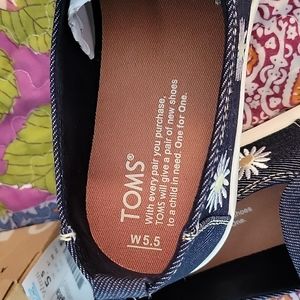 TOMS®
With every pair you purchase,
TOMS will give a pair of new shoes
to a child in need. One for One.
W5.5